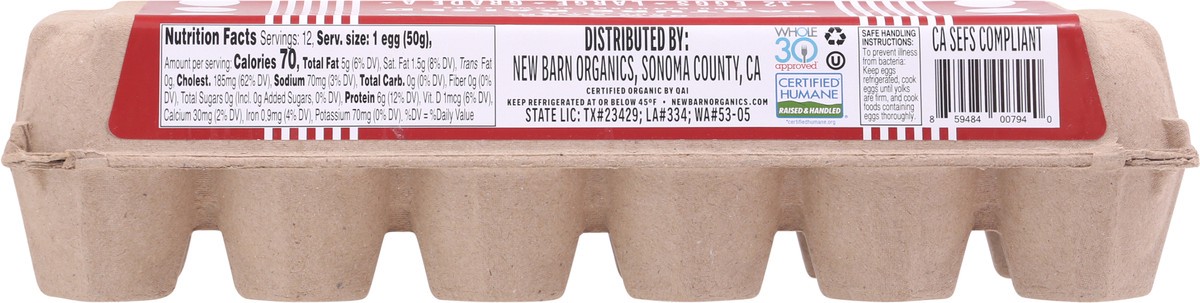 12 EGGS LARGE - GRADE A -
Nutrition Facts Servings: 12, Serv. size: 1 egg (50g),
Amount per serving: Calories 70, Total Fat 5g (6% DV), Sat. Fat 1.5g (8% DV), Trans Fat
0g, Cholest. 185mg (62% DV), Sodium 70mg (3% DV), Total Carb. 0g (0% DV), Fiber 0g (0%
DV), Total Sugars 0g (Incl. 0g Added Sugars, 0% DV), Protein 6g (12% DV), Vit. D 1mcg (6% DV),
Calcium 30mg (2% DV), Iron 0.9mg (4% DV), Potassium 70mg (0% DV). %DV = %Daily Value
DISTRIBUTED BY:
NEW BARN ORGANICS, SONOMA COUNTY, CA
CERTIFIED ORGANIC BY QAI
KEEP REFRIGERATED AT OR BELOW 45°F • NEWBARNORGANICS.COM
STATE LIC: TX#23429; LA#334; WA#53-05
WHOLE
30
approved
U
CERTIFIED
HUMANE
RAISED & HANDLED
*certifiedhumane.org
SAFE HANDLING
INSTRUCTIONS:
To prevent illness
from bacteria:
Keep eggs
refrigerated, cook
eggs until yolks
are firm, and cook
foods containing
eggs thoroughly.
CA SEFS COMPLIANT
8 59484 00794 0